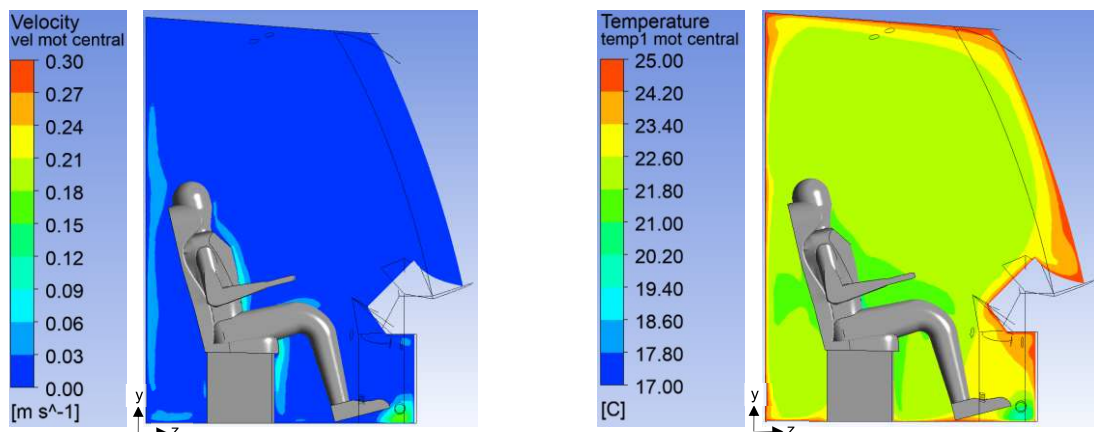 Velocity
vel mot central
0.30
0.27
0.24
0.21
0.18
0.15
0.12
0.09
0.06
0.03
0.00
[m s^-1]
y
z
Temperature
temp1 mot central
25.00
24.20
23.40
22.60
21.80
21.00
20.20
19.40
18.60
17.80
17.00
[C]
y
z